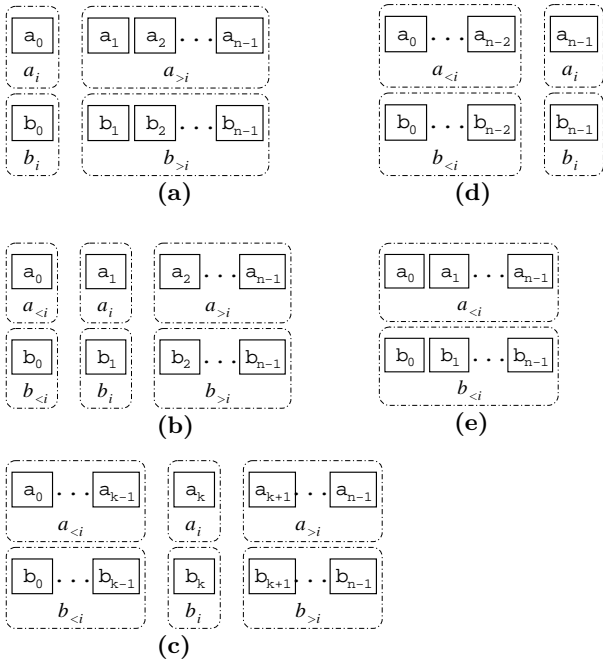 a₀ a₁ a₂ ... aₙ₋₁
aᵢ a>ᵢ
b₀ b₁ b₂ ... bₙ₋₁
bᵢ b>ᵢ
(a)
a₀ ... aₙ₋₂ aₙ₋₁
a<ᵢ aᵢ
b₀ ... bₙ₋₂ bₙ₋₁
b<ᵢ bᵢ
(d)
a₀ a₁ a₂ ... aₙ₋₁
a<ᵢ aᵢ a>ᵢ
b₀ b₁ b₂ ... bₙ₋₁
b<ᵢ bᵢ b>ᵢ
(b)
a₀ a₁ ... aₙ₋₁
a<ᵢ
b₀ b₁ ... bₙ₋₁
b<ᵢ
(e)
a₀ ... aₖ₋₁ aₖ aₖ₊₁ ... aₙ₋₁
a<ᵢ aᵢ a>ᵢ
b₀ ... bₖ₋₁ bₖ bₖ₊₁ ... bₙ₋₁
b<ᵢ bᵢ b>ᵢ
(c)